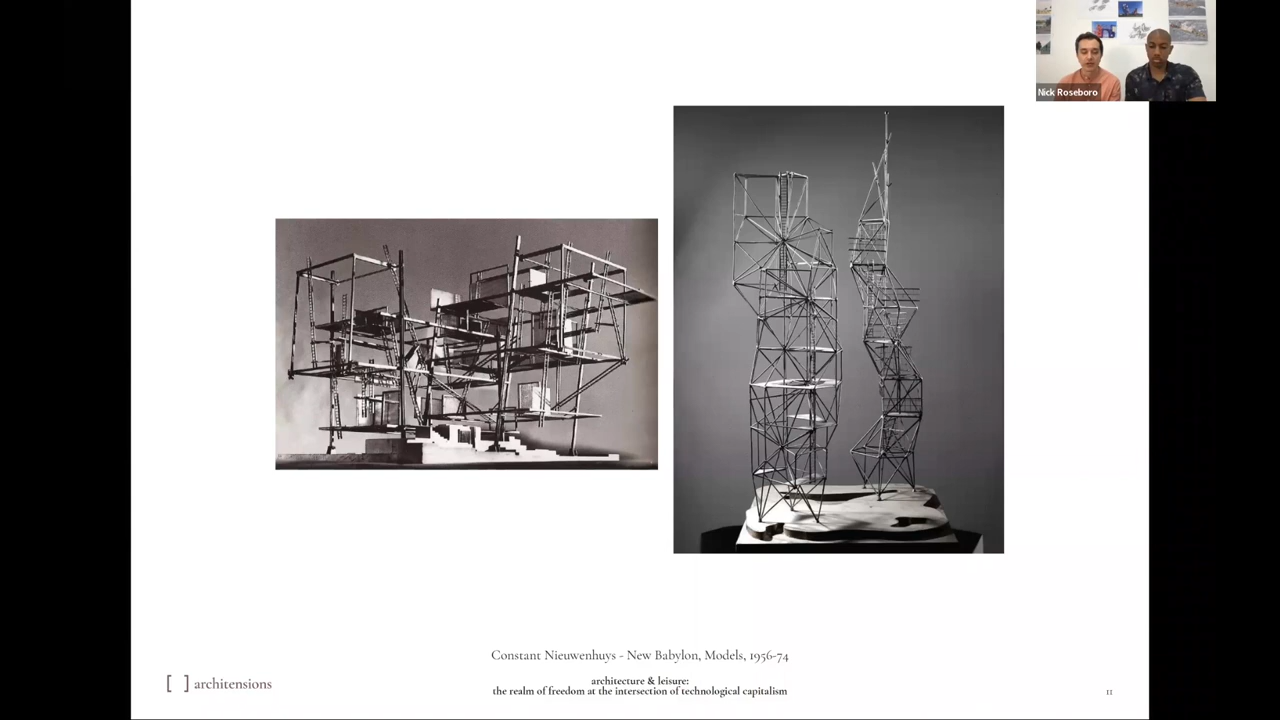 Nick Roseboro
Constant Nieuwenhuys - New Babylon, Models, 1956-74
[ ] architensions
architecture & leisure:
the realm of freedom at the intersection of technological capitalism
11